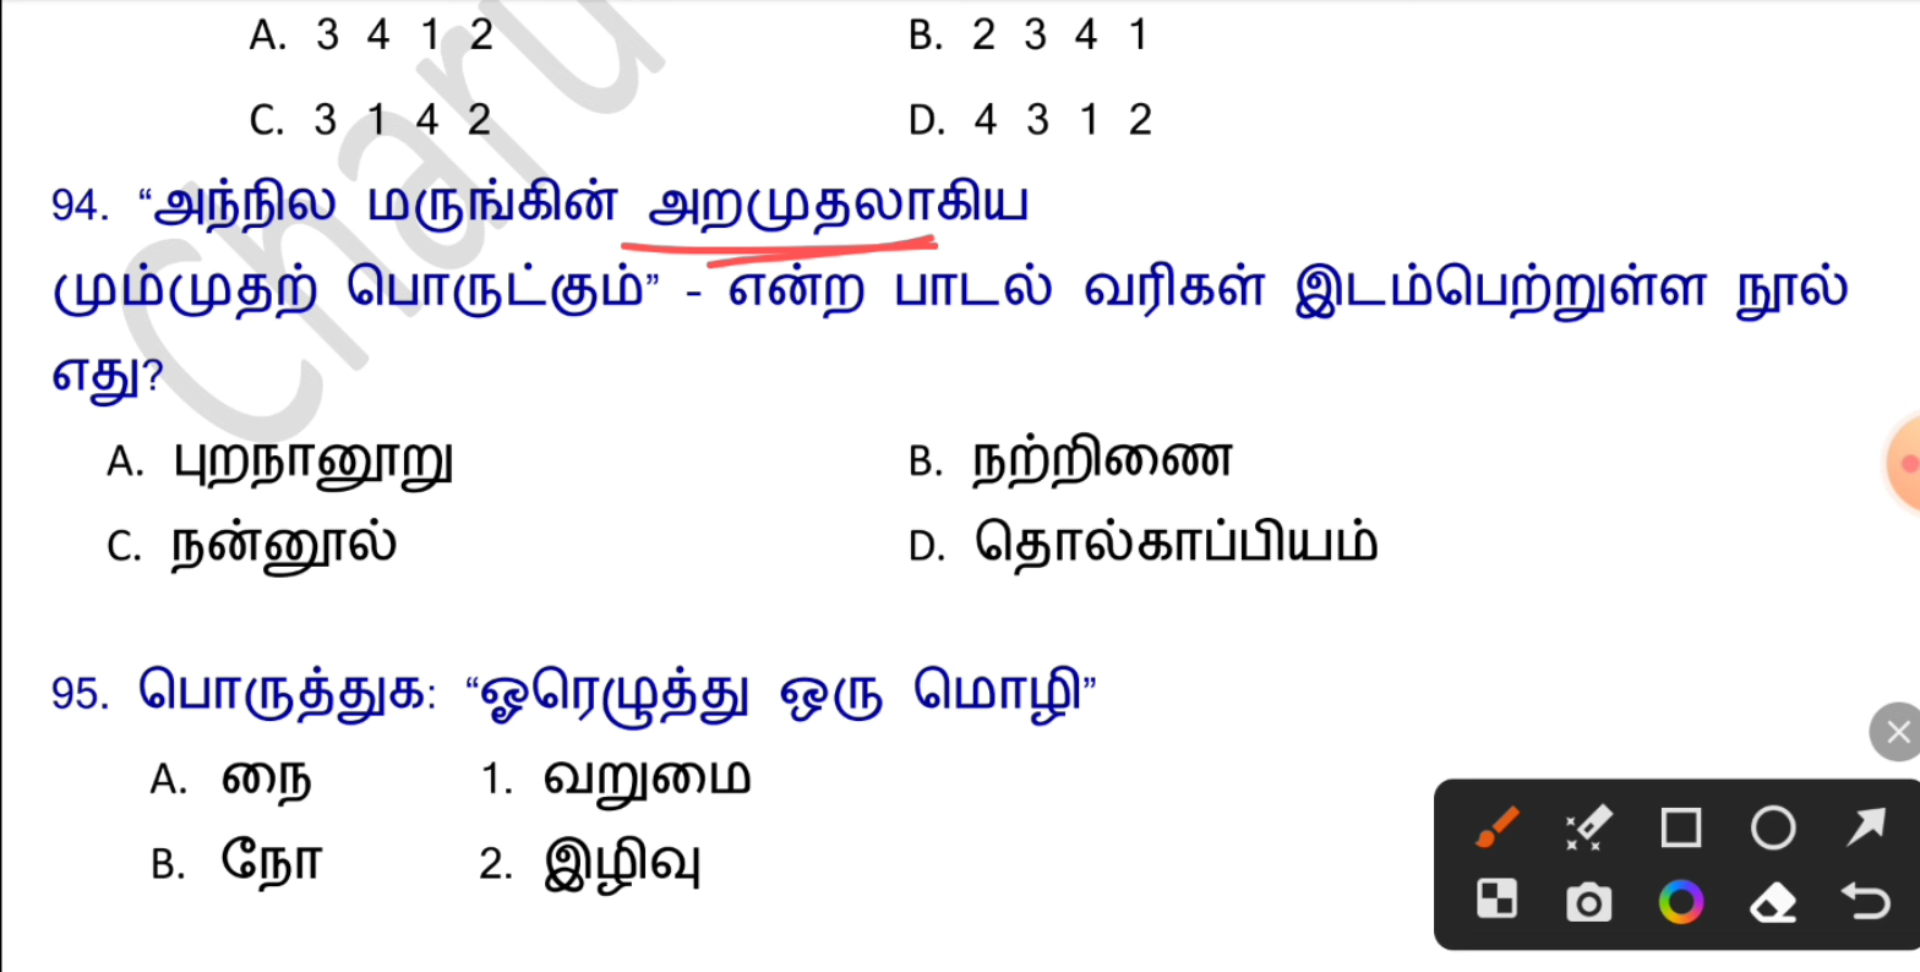 A. 3 4 1 2 B. 2 3 4 1
C. 3 1 4 2 D. 4 3 1 2
94. “அந்நில மருங்கின் அறமுதலாகிய
மும்முதற் பொருட்கும்” - என்ற பாடல் வரிகள் இடம்பெற்றுள்ள நூல்
எது?
A. புறநானூறு B. நற்றிணை
C. நன்னூல் D. தொல்காப்பியம்
95. பொருத்துக: “ஓரெழுத்து ஒரு மொழி”
A. நை 1. வறுமை
B. நோ 2. இழிவு
Charu